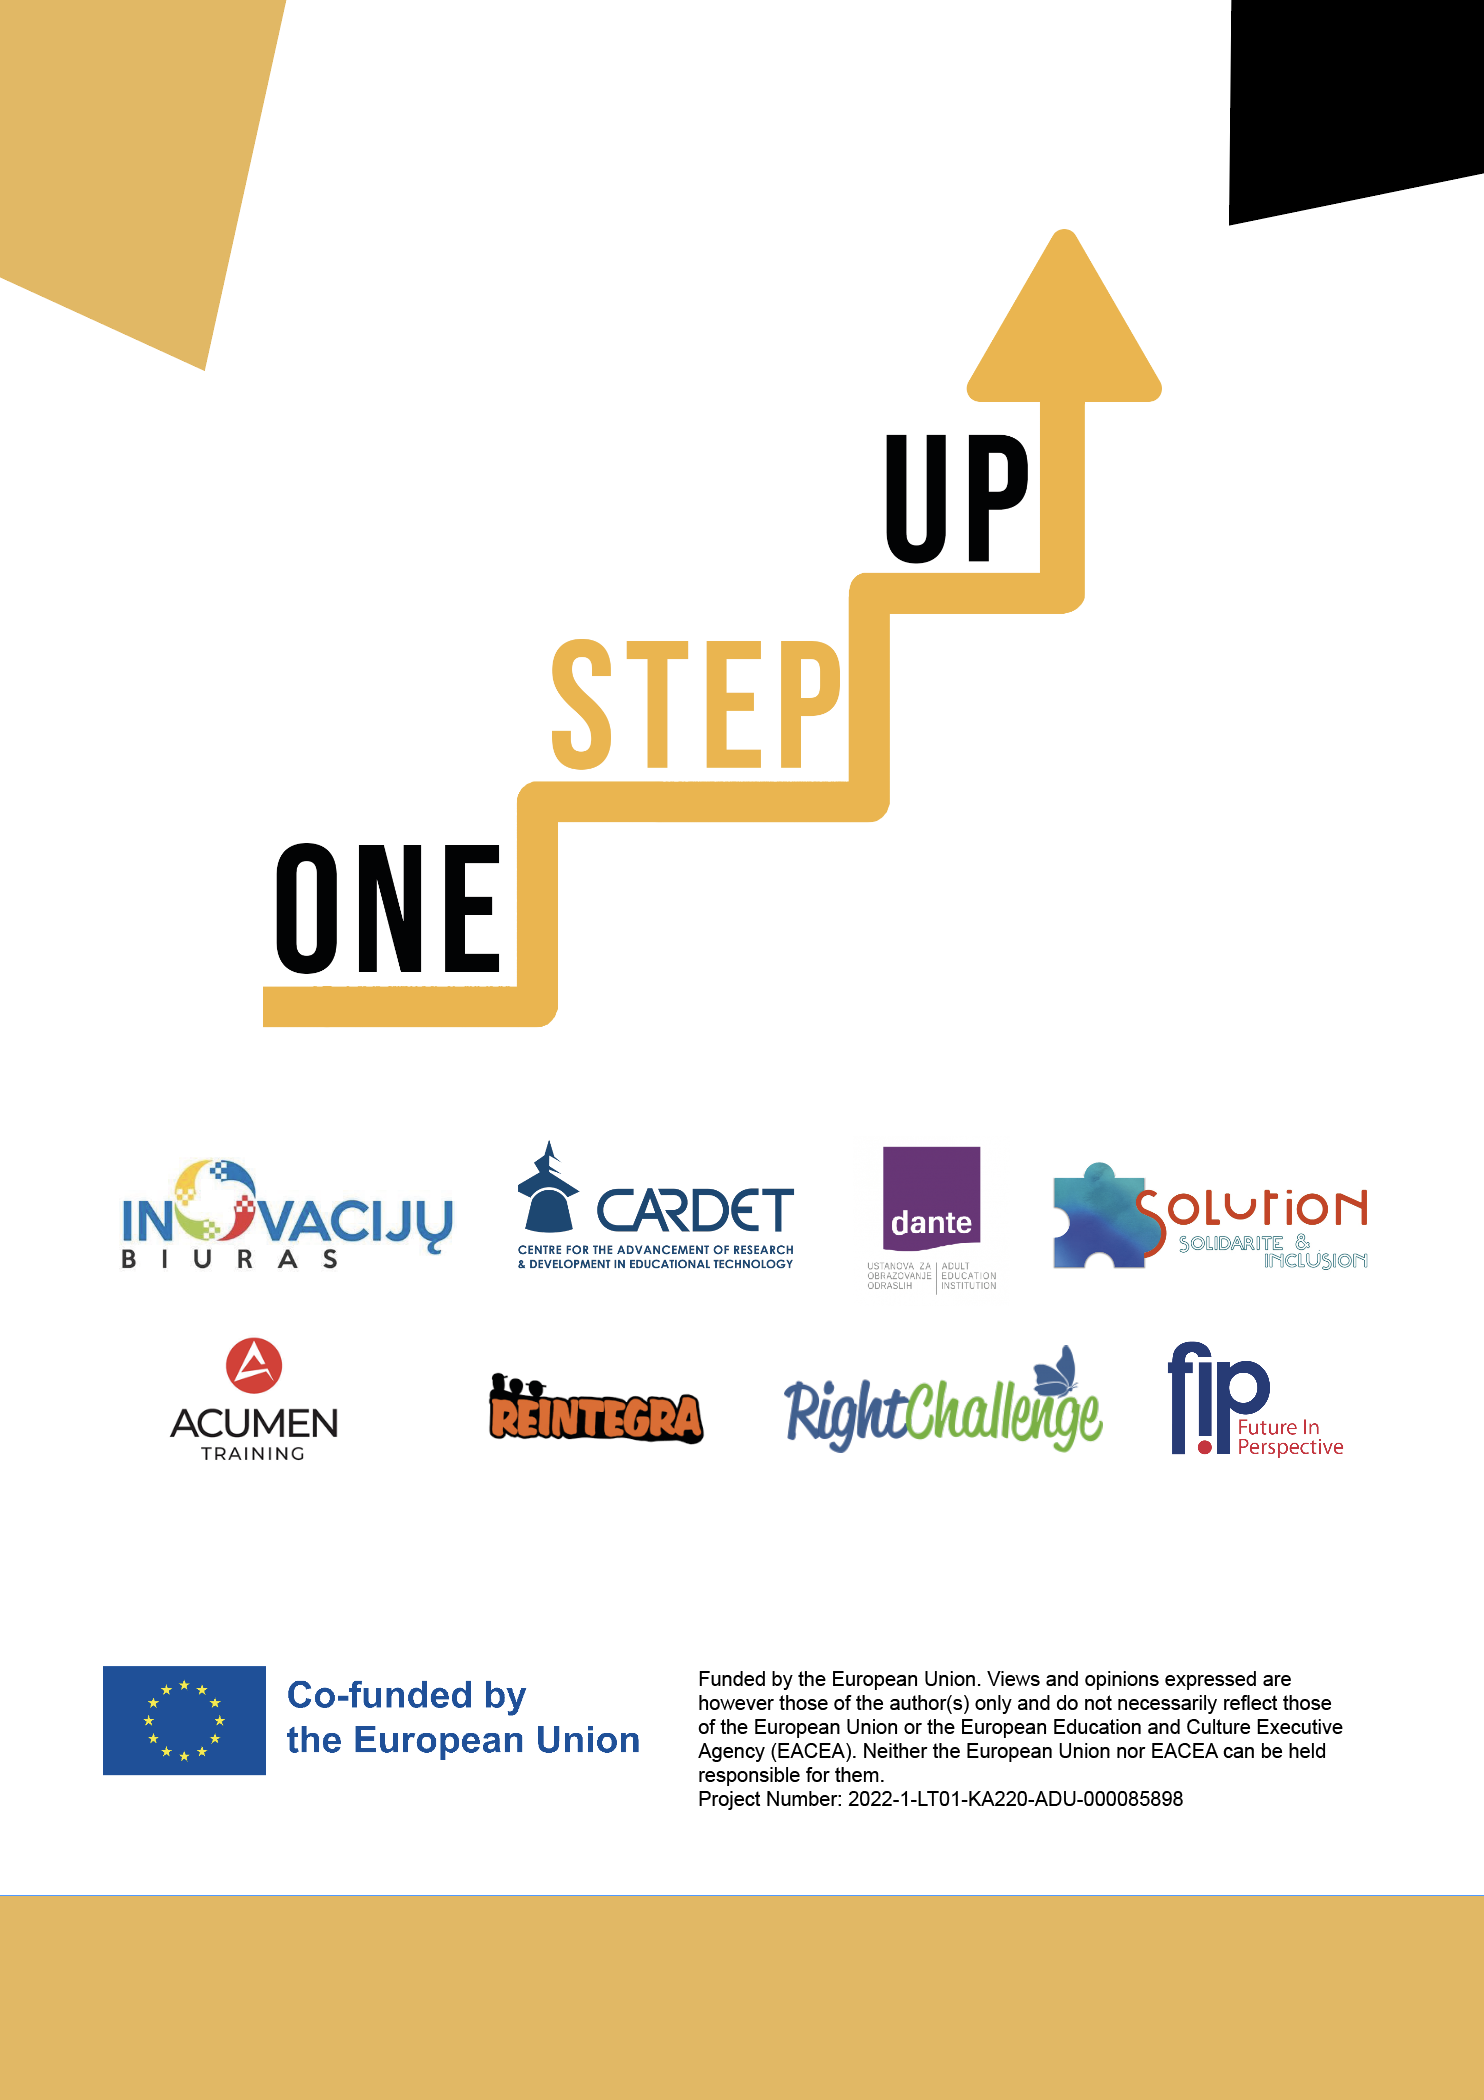 UP
STEP
ONE
INOVACIJŲ
BIURAS
CARDET
CENTRE FOR THE ADVANCEMENT OF RESEARCH
& DEVELOPMENT IN EDUCATIONAL TECHNOLOGY
dante
USTANOVA ZA
OBRAZOVANJE
ODRASLIH
ADULT
EDUCATION
INSTITUTION
SOLUTION
SOLIDARITE &
INCLUSION
ACUMEN
TRAINING
REINTEGRA
RightChallenge
fip
Future In
Perspective
Co-funded by
the European Union
Funded by the European Union. Views and opinions expressed are
however those of the author(s) only and do not necessarily reflect those
of the European Union or the European Education and Culture Executive
Agency (EACEA). Neither the European Union nor EACEA can be held
responsible for them.
Project Number: 2022-1-LT01-KA220-ADU-000085898